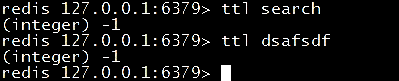 redis 127.0.0.1:6379> ttl search
(integer) -1
redis 127.0.0.1:6379> ttl dsafsdf
(integer) -1
redis 127.0.0.1:6379>